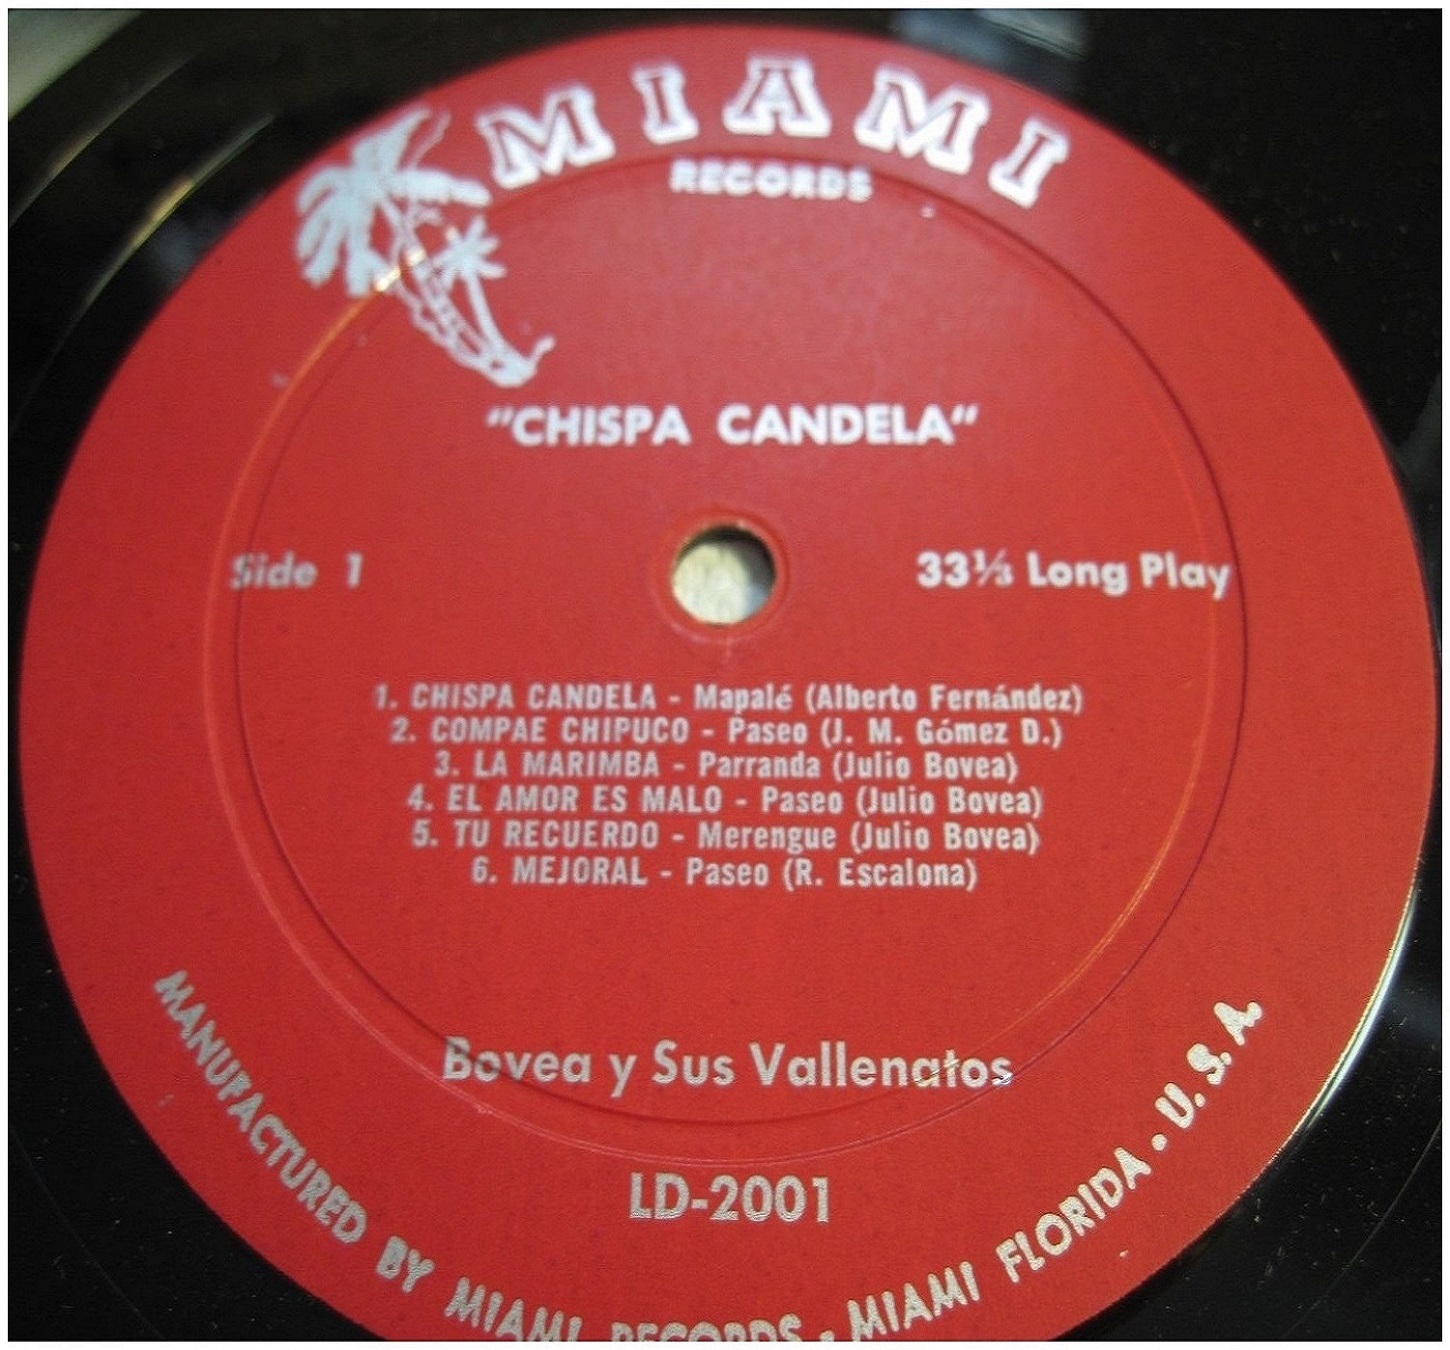 MIAMI
RECORDS
"CHISPA CANDELA"
Side 1
33⅓ Long Play
1. CHISPA CANDELA - Mapalé (Alberto Fernández)
2. COMPAE CHIPUCO - Paseo (J. M. Gómez D.)
3. LA MARIMBA - Parranda (Julio Bovea)
4. EL AMOR ES MALO - Paseo (Julio Bovea)
5. TU RECUERDO - Merengue (Julio Bovea)
6. MEJORAL - Paseo (R. Escalona)
Bovea y Sus Vallenatos
LD-2001
MANUFACTURED BY MIAMI RECORDS - MIAMI FLORIDA • U. S. A.